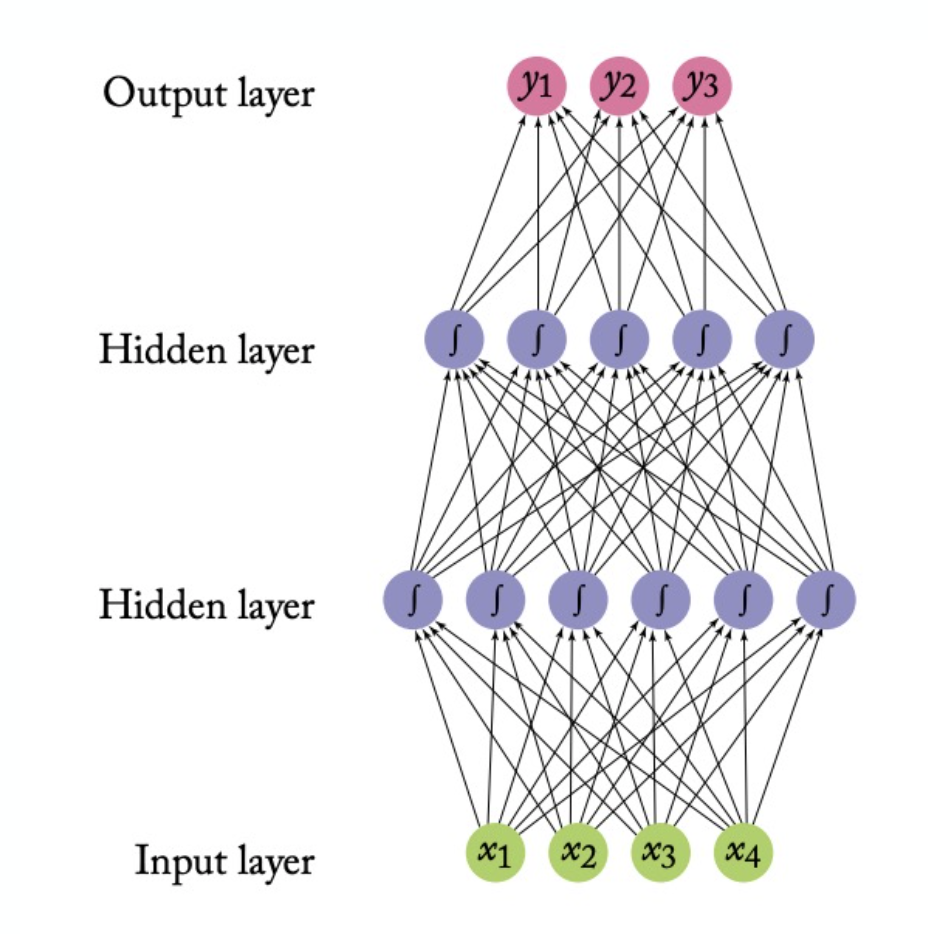 Output layer y1 y2 y3
Hidden layer ∫ ∫ ∫ ∫ ∫
Hidden layer ∫ ∫ ∫ ∫ ∫ ∫
Input layer x1 x2 x3 x4